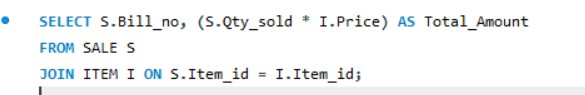 SELECT S.Bill_no, (S.Qty_sold * I.Price) AS Total_Amount
FROM SALE S
JOIN ITEM I ON S.Item_id = I.Item_id;